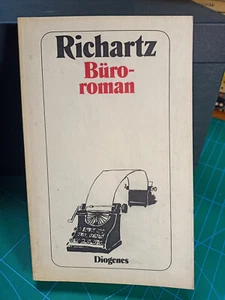 Richartz
Büro-
roman
Diogenes